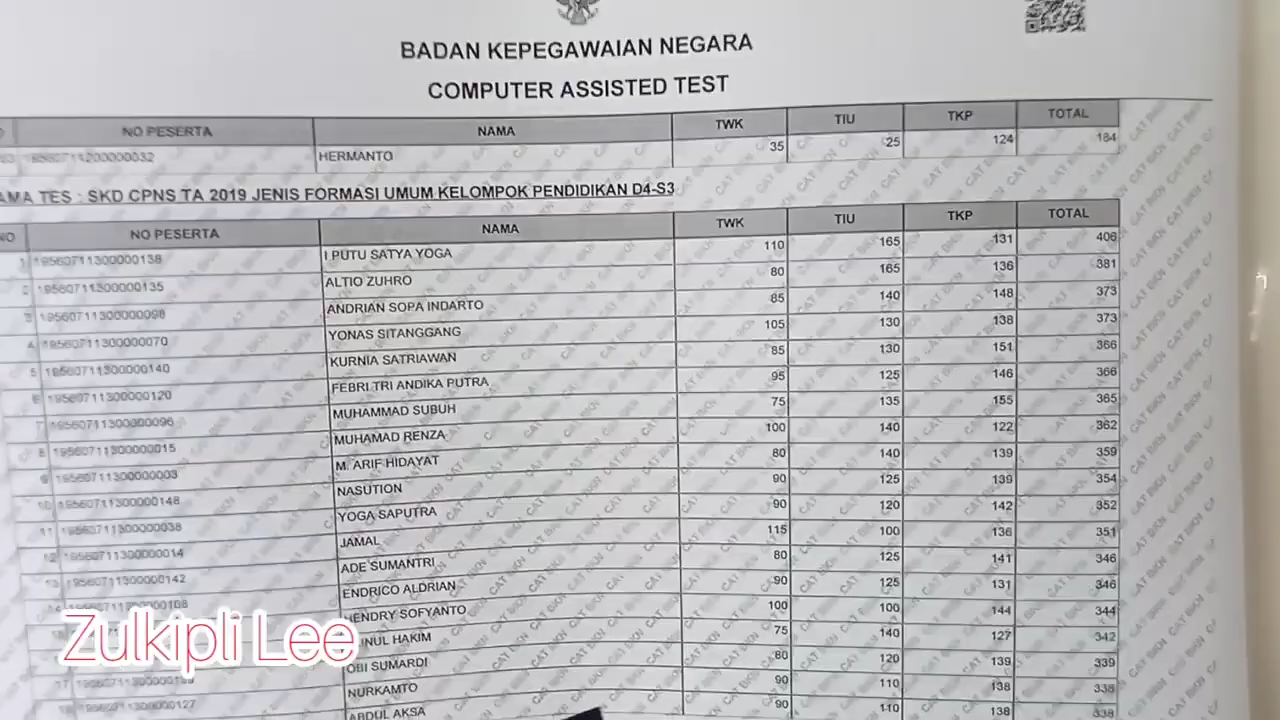 BADAN KEPEGAWAIAN NEGARA
COMPUTER ASSISTED TEST
NO PESERTA NAMA TWK TIU TKP TOTAL
19560711200000032 HERMANTO 35 25 124 184
AMA TES : SKD CPNS TA 2019 JENIS FORMASI UMUM KELOMPOK PENDIDIKAN D4-S3
NO NO PESERTA NAMA TWK TIU TKP TOTAL
1 19560711300000138 I PUTU SATYA YOGA 110 165 131 406
2 19560711300000135 ALTIO ZUHRO 80 165 136 381
3 19560711300000098 ANDRIAN SOPA INDARTO 85 140 148 373
4 19560711300000070 YONAS SITANGGANG 105 130 138 373
5 19560711300000140 KURNIA SATRIAWAN 85 130 151 366
6 19560711300000120 FEBRI TRI ANDIKA PUTRA 95 125 146 366
7 19560711300000096 MUHAMMAD SUBUH 75 135 155 365
8 19560711300000015 MUHAMAD RENZA 100 140 122 362
9 19560711300000003 M. ARIF HIDAYAT 80 140 139 359
10 19560711300000148 NASUTION 90 125 139 354
11 19560711300000038 YOGA SAPUTRA 90 120 142 352
12 19560711300000014 JAMAL 115 100 136 351
13 19560711300000142 ADE SUMANTRI 80 125 141 346
14 ENDRICO ALDRIAN 90 125 131 346
HENDRY SOFYANTO 100 100 144 344
HAKIM 75 140 127 342
SUMARDI 80 120 139 339
17 NURKAMTO 90 110 138 338
18 19560711300000127 ABDUL AKSA 90 110 138 338
Zulkipli Lee